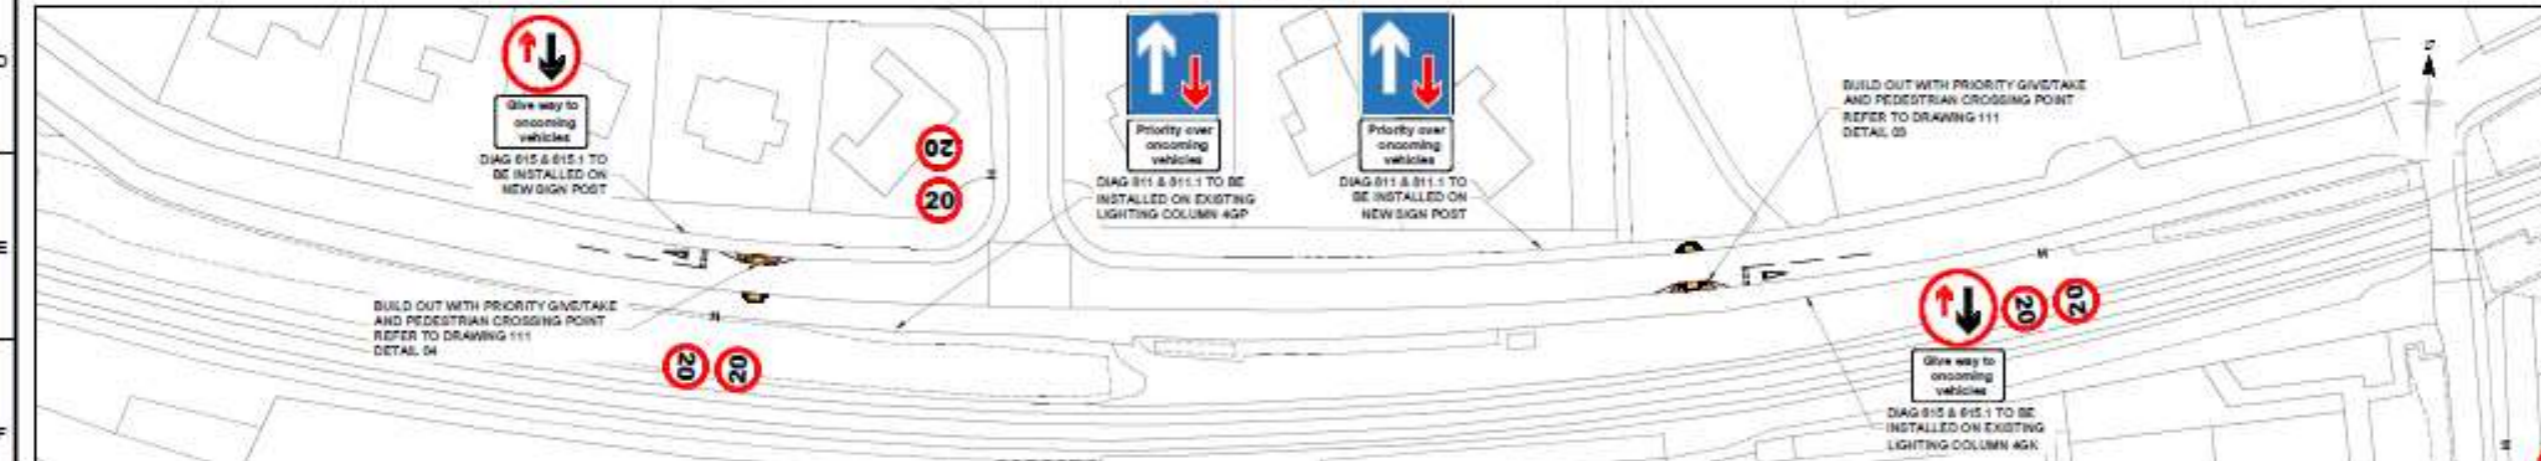 D
E
F
Give way to
oncoming
vehicles
DIAG 615 & 615.1 TO
BE INSTALLED ON
NEW SIGN POST
20
20
Priority over
oncoming
vehicles
DIAG 811 & 811.1 TO BE
INSTALLED ON EXISTING
LIGHTING COLUMN 4GP
Priority over
oncoming
vehicles
DIAG 811 & 811.1 TO
BE INSTALLED ON
NEW SIGN POST
BUILD OUT WITH PRIORITY GIVE/TAKE
AND PEDESTRIAN CROSSING POINT
REFER TO DRAWING 111
DETAIL 03
BUILD OUT WITH PRIORITY GIVE/TAKE
AND PEDESTRIAN CROSSING POINT
REFER TO DRAWING 111
DETAIL 04
20
20
20
20
Give way to
oncoming
vehicles
DIAG 615 & 615.1 TO BE
INSTALLED ON EXISTING
LIGHTING COLUMN 4GK